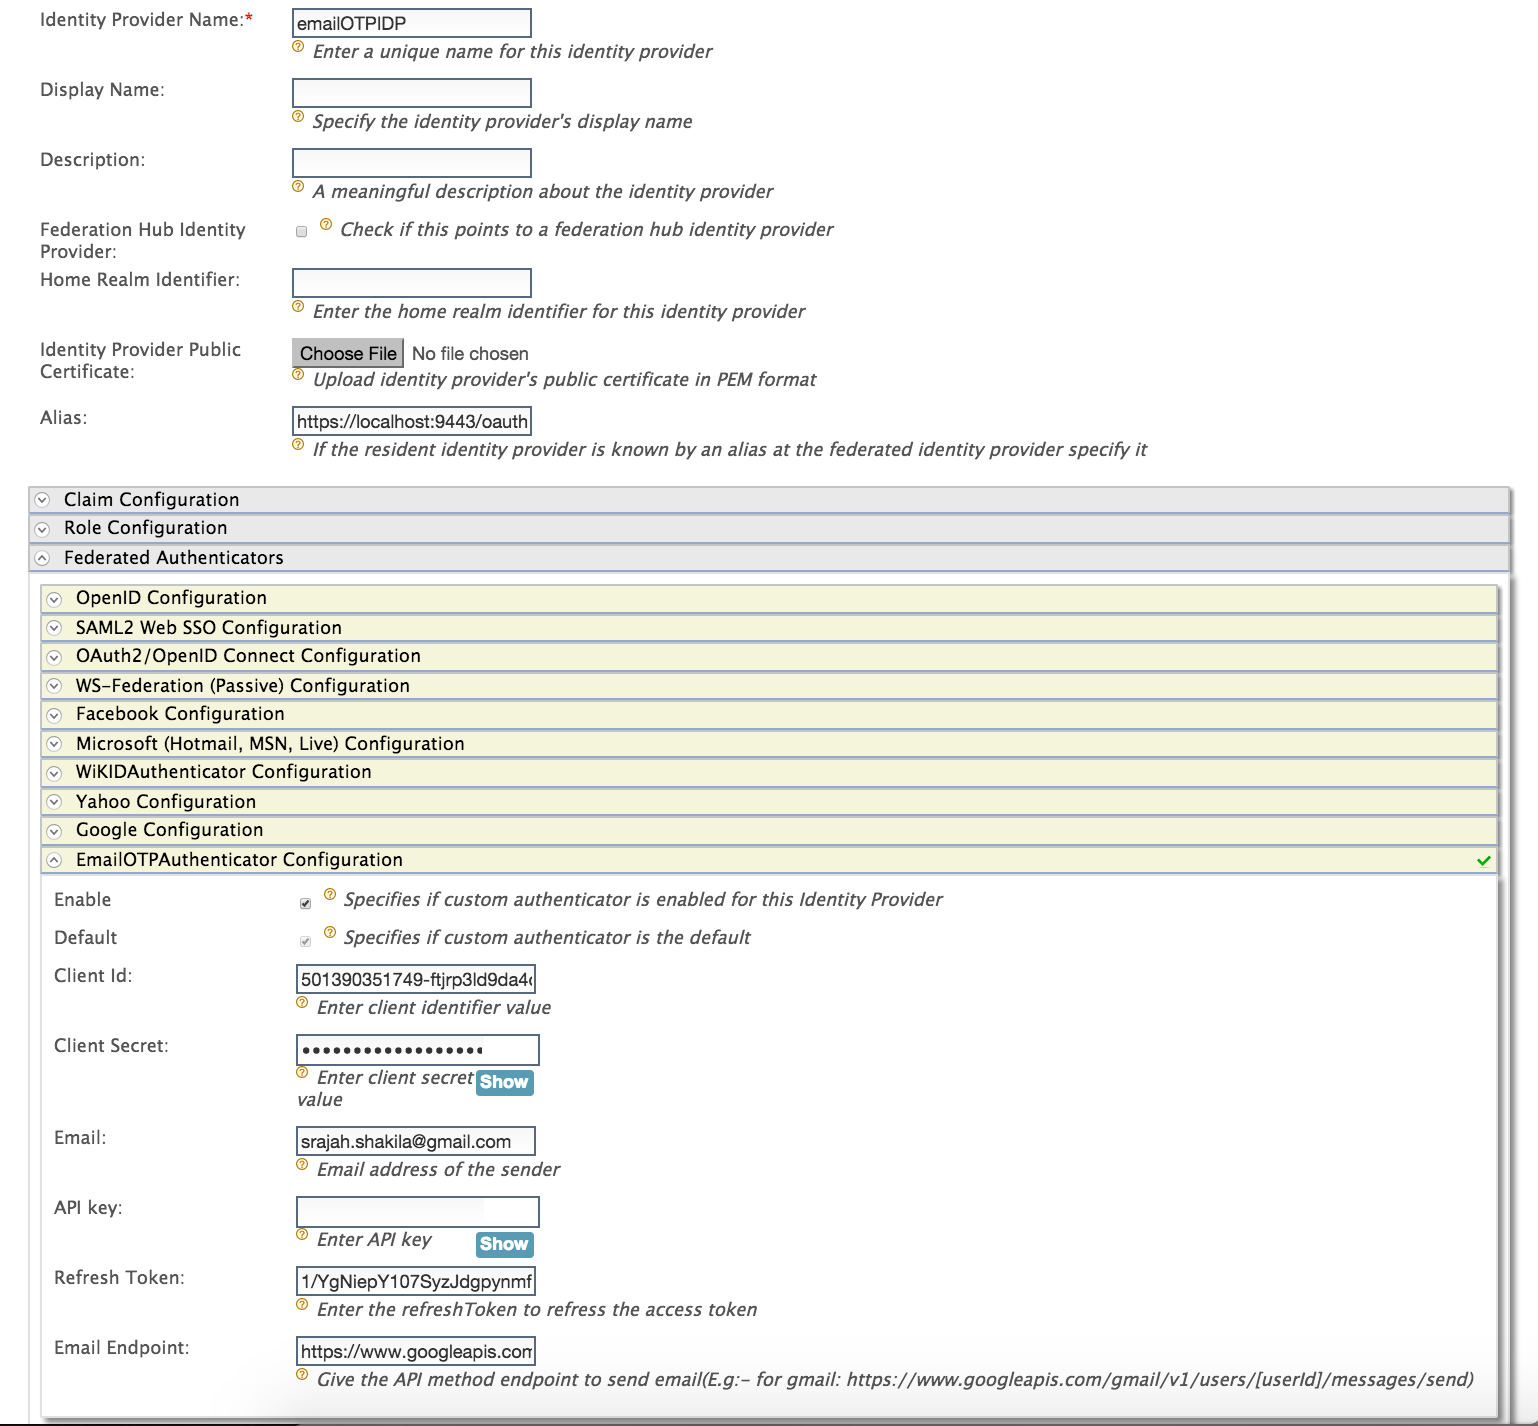 Identity Provider Name:*
emailOTPIDP
Enter a unique name for this identity provider
Display Name:
Specify the identity provider's display name
Description:
A meaningful description about the identity provider
Federation Hub Identity
Provider:
Check if this points to a federation hub identity provider
Home Realm Identifier:
Enter the home realm identifier for this identity provider
Identity Provider Public
Certificate:
Choose File No file chosen
Upload identity provider's public certificate in PEM format
Alias:
https://localhost:9443/oauth
If the resident identity provider is known by an alias at the federated identity provider specify it
Claim Configuration
Role Configuration
Federated Authenticators
OpenID Configuration
SAML2 Web SSO Configuration
OAuth2/OpenID Connect Configuration
WS-Federation (Passive) Configuration
Facebook Configuration
Microsoft (Hotmail, MSN, Live) Configuration
WiKIDAuthenticator Configuration
Yahoo Configuration
Google Configuration
EmailOTPAuthenticator Configuration
Enable
Specifies if custom authenticator is enabled for this Identity Provider
Default
Specifies if custom authenticator is the default
Client Id:
501390351749-ftjrp3ld9da4
Enter client identifier value
Client Secret:
Enter client secret
value
Show
Email:
srajah.shakila@gmail.com
Email address of the sender
API key:
Enter API key
Show
Refresh Token:
1/YgNiepY107SyzJdgpynmf
Enter the refreshToken to refress the access token
Email Endpoint:
https://www.googleapis.com
Give the API method endpoint to send email(E.g:- for gmail: https://www.googleapis.com/gmail/v1/users/[userId]/messages/send)